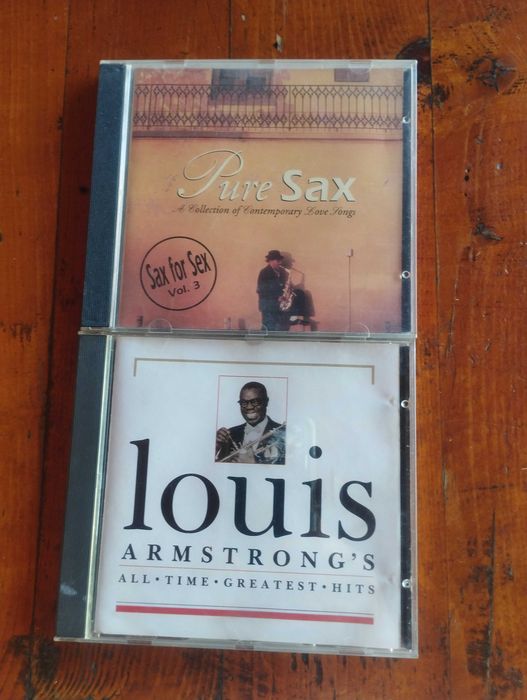 Pure Sax
A Collection of Contemporary Love Songs
Sax for Sex
Vol. 3
louis
ARMSTRONG'S
ALL · TIME · GREATEST · HITS